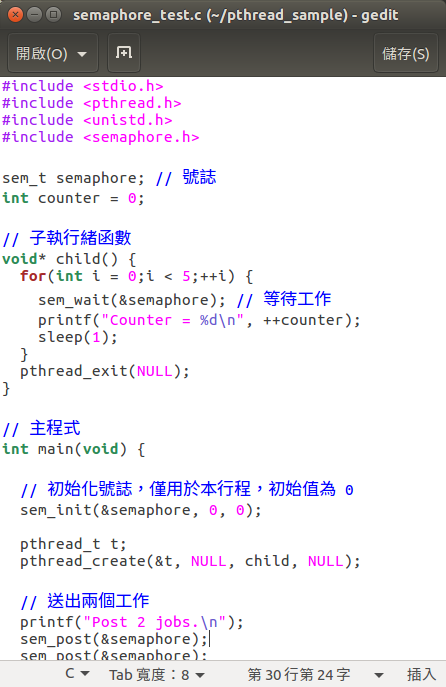 semaphore_test.c (~/pthread_sample) - gedit
開啟(O) 儲存(S)
#include <stdio.h>
#include <pthread.h>
#include <unistd.h>
#include <semaphore.h>
sem_t semaphore; // 號誌
int counter = 0;
// 子執行緒函數
void* child() {
  for(int i = 0;i < 5;++i) {
    sem_wait(&semaphore); // 等待工作
    printf("Counter = %d\n", ++counter);
    sleep(1);
  }
  pthread_exit(NULL);
}
// 主程式
int main(void) {
  // 初始化號誌，僅用於本行程，初始值為 0
  sem_init(&semaphore, 0, 0);
  pthread_t t;
  pthread_create(&t, NULL, child, NULL);
  // 送出兩個工作
  printf("Post 2 jobs.\n");
  sem_post(&semaphore);
  sem_post(&semaphore);
C Tab 寬度：8 第 30 行第 24 字 插入